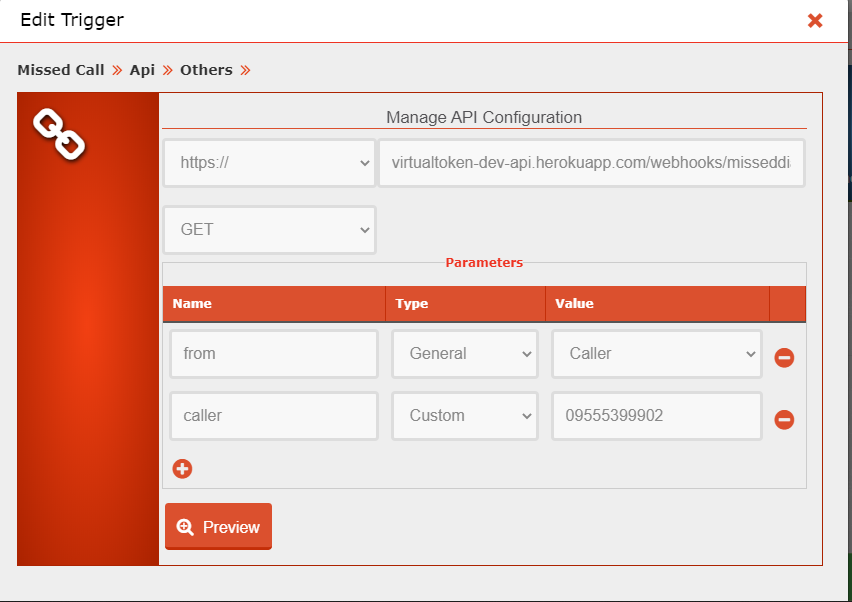 Edit Trigger
Missed Call » Api » Others »
Manage API Configuration
https:// virtualtoken-dev-api.herokuapp.com/webhooks/misseddi
GET
Parameters
Name Type Value
from General Caller
caller Custom 09555399902
Preview